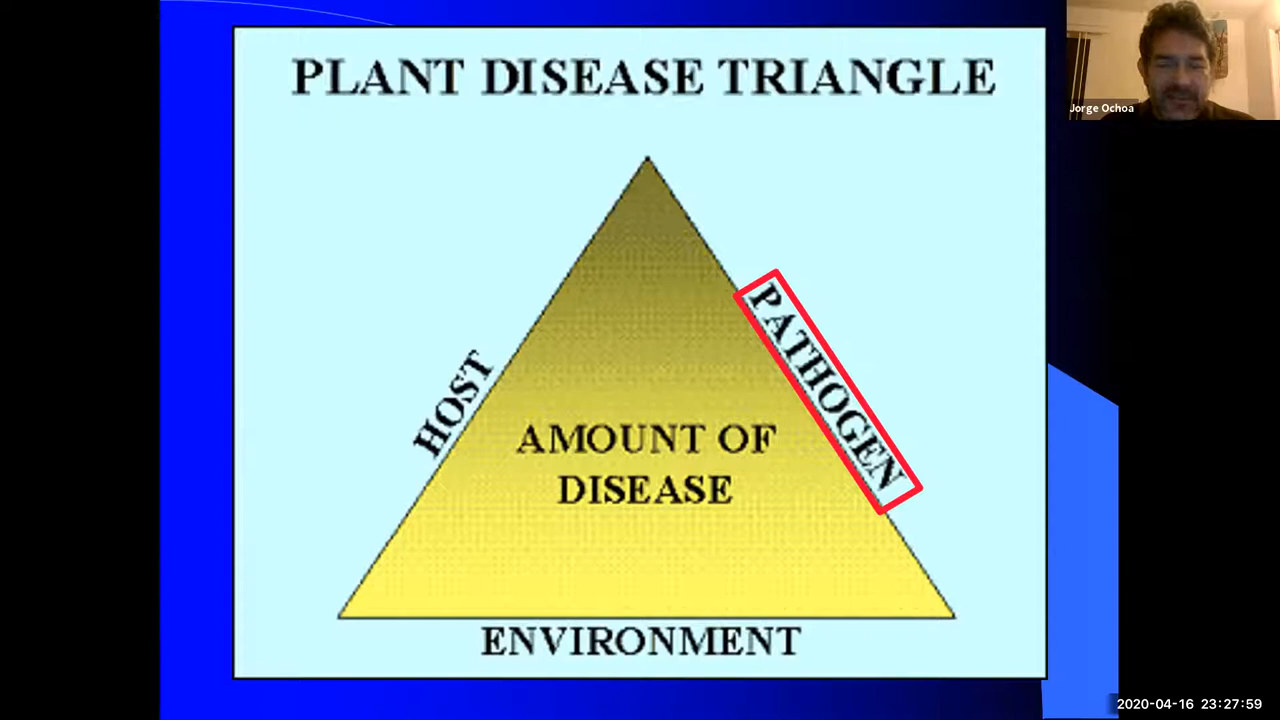 PLANT DISEASE TRIANGLE
Jorge Ochoa
PATHOGEN
HOST
AMOUNT OF
DISEASE
ENVIRONMENT
2020-04-16 23:27:59